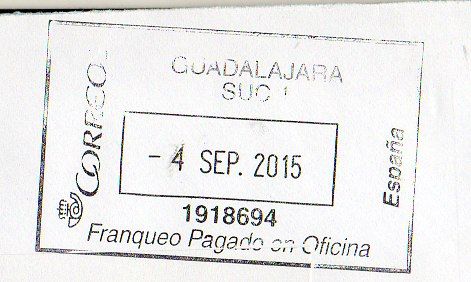 GUADALAJARA
SUC 1
CORREOS
- 4 SEP. 2015
España
1918694
Franqueo Pagado en Oficina